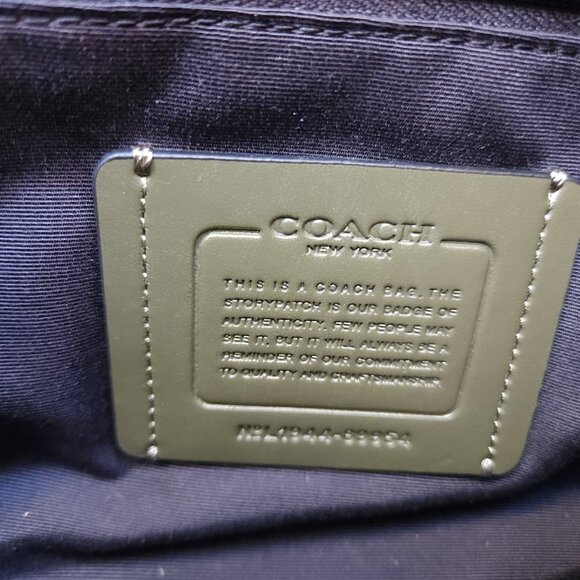 COACH
NEW YORK
THIS IS A COACH BAG. THE
STORYPATCH IS OUR BADGE OF
AUTHENTICITY. FEW PEOPLE MAY
SEE IT, BUT IT WILL ALWAYS BE A
REMINDER OF OUR COMMITMENT
TO QUALITY AND CRAFTSMANSHIP.